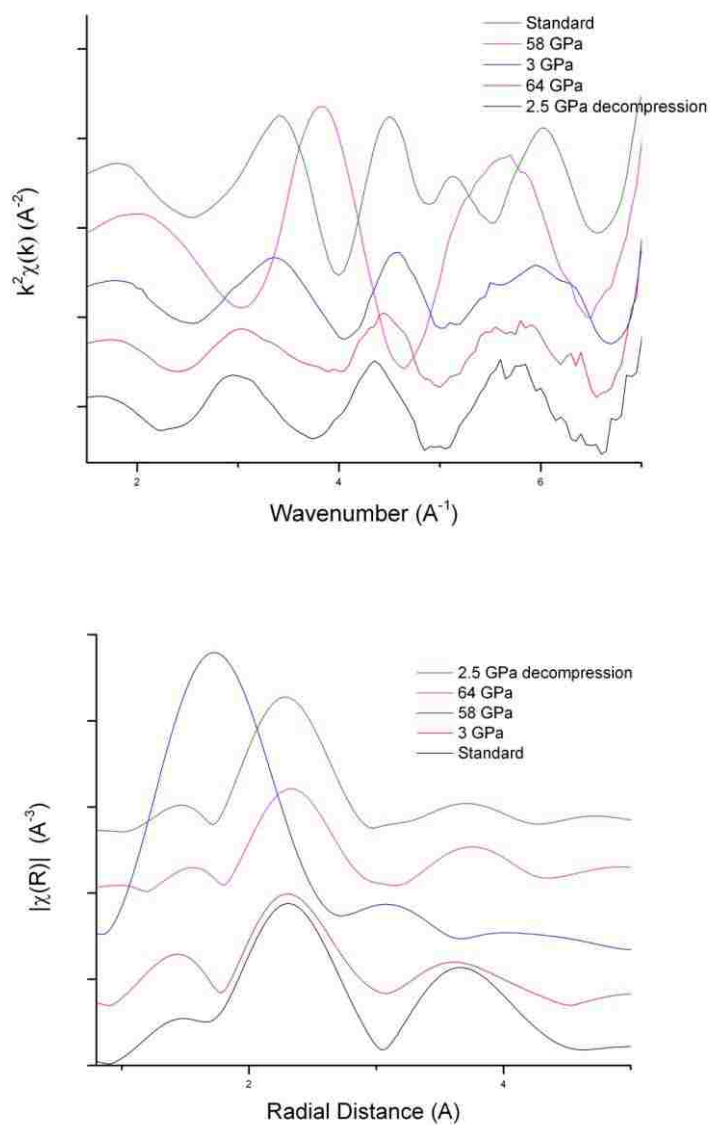 Standard
58 GPa
3 GPa
64 GPa
2.5 GPa decompression
k²χ(k) (A⁻²)
2
4
6
Wavenumber (A⁻¹)
2.5 GPa decompression
64 GPa
58 GPa
3 GPa
Standard
|χ(R)| (A⁻³)
2
4
Radial Distance (A)